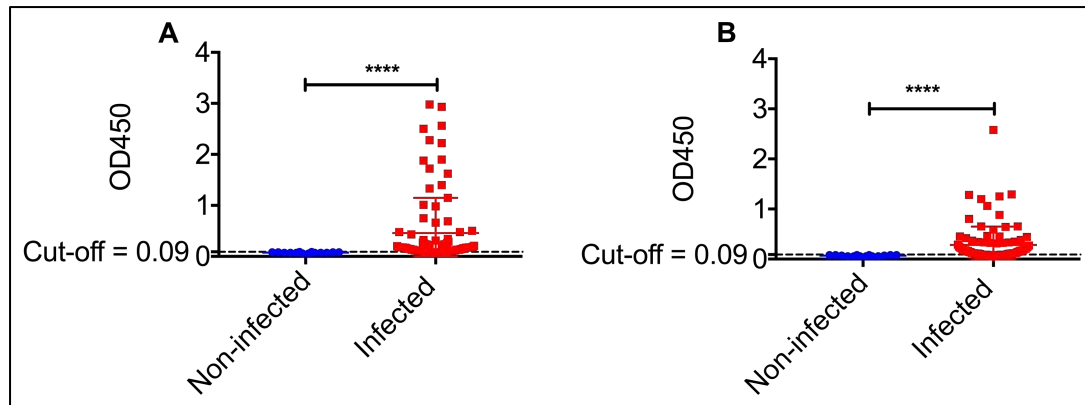 A
4
3
2
1
0
OD450
****
Cut-off = 0.09
Non-infected
Infected
B
4
3
2
1
0
OD450
****
Cut-off = 0.09
Non-infected
Infected